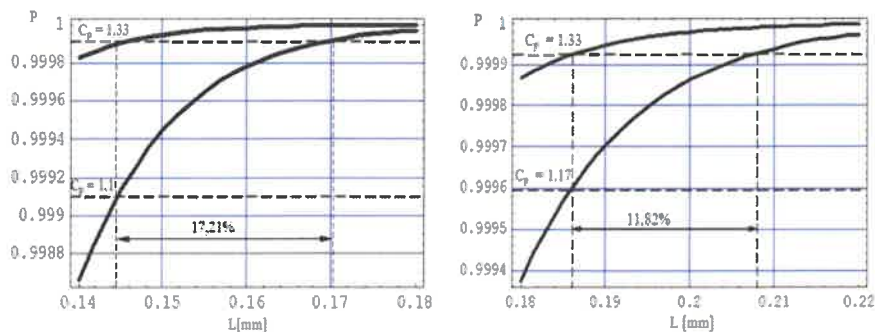 P
1
C_p = 1.33
0.9998
0.9996
0.9994
0.9992
C_p = 1.1
0.999
17,21%
0.9988
0.14 0.15 0.16 0.17 0.18
L[mm]
P
1
C_p = 1.33
0.9999
0.9998
0.9997
C_p = 1.17
0.9996
0.9995
11.82%
0.9994
0.18 0.19 0.2 0.21 0.22
L [mm]